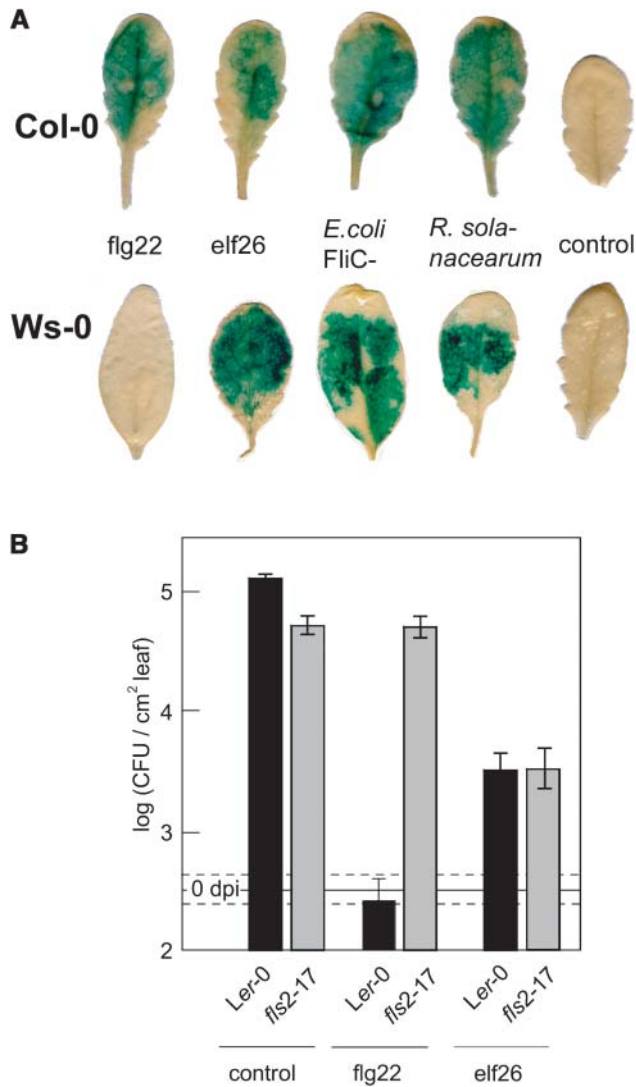 A
Col-0
flg22 elf26 E.coli FliC- R. sola-nacearum control
Ws-0
B
log (CFU / cm² leaf)
5
4
3
2
0 dpi
Ler-0 fls2-17 Ler-0 fls2-17 Ler-0 fls2-17
control flg22 elf26